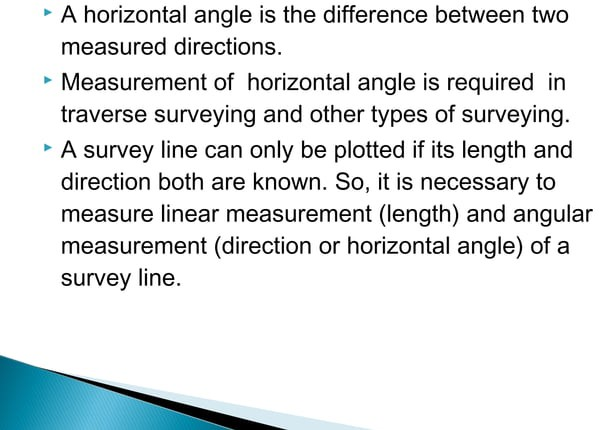 A horizontal angle is the difference between two
measured directions.
Measurement of  horizontal angle is required  in
traverse surveying and other types of surveying.
A survey line can only be plotted if its length and
direction both are known. So, it is necessary to
measure linear measurement (length) and angular
measurement (direction or horizontal angle) of a
survey line.